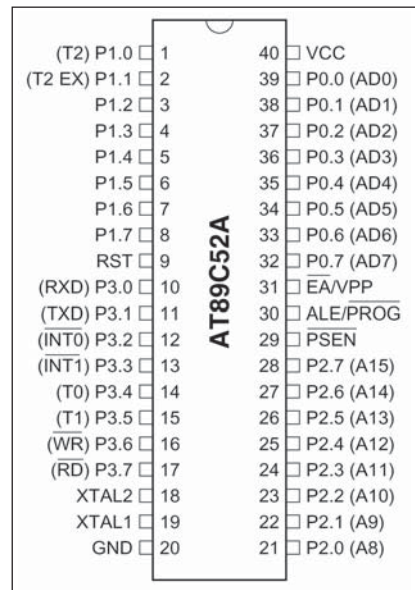 (T2) P1.0 1 40 VCC
(T2 EX) P1.1 2 39 P0.0 (AD0)
P1.2 3 38 P0.1 (AD1)
P1.3 4 37 P0.2 (AD2)
P1.4 5 36 P0.3 (AD3)
P1.5 6 35 P0.4 (AD4)
P1.6 7 34 P0.5 (AD5)
P1.7 8 33 P0.6 (AD6)
RST 9 32 P0.7 (AD7)
(RXD) P3.0 10 31 E̅A̅/VPP
(TXD) P3.1 11 30 ALE/P̅R̅O̅G̅
(I̅N̅T̅0̅) P3.2 12 29 P̅S̅E̅N̅
(I̅N̅T̅1̅) P3.3 13 28 P2.7 (A15)
(T0) P3.4 14 27 P2.6 (A14)
(T1) P3.5 15 26 P2.5 (A13)
(W̅R̅) P3.6 16 25 P2.4 (A12)
(R̅D̅) P3.7 17 24 P2.3 (A11)
XTAL2 18 23 P2.2 (A10)
XTAL1 19 22 P2.1 (A9)
GND 20 21 P2.0 (A8)
AT89C52A